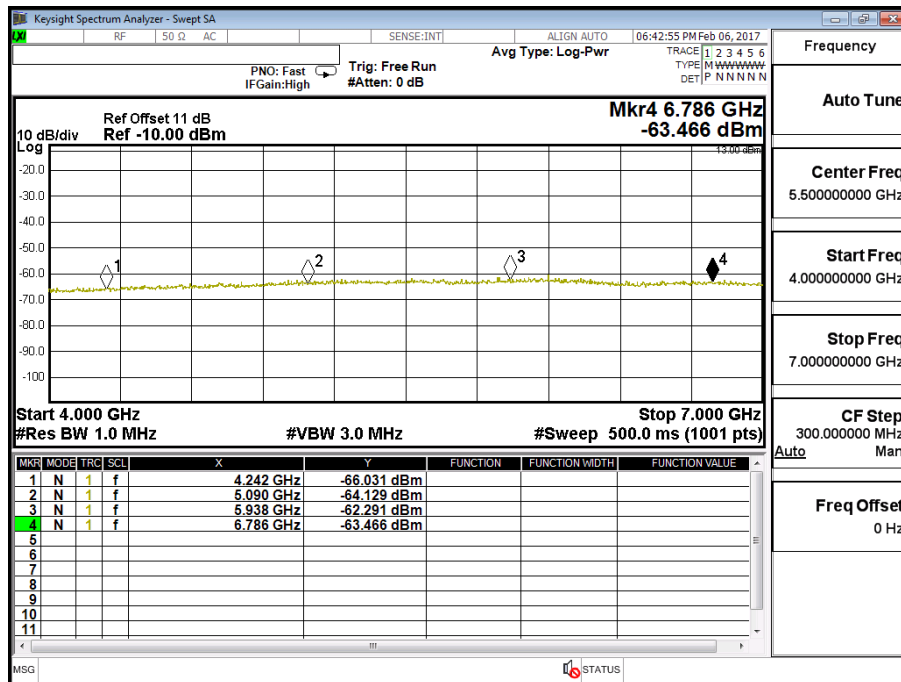 Keysight Spectrum Analyzer - Swept SA
LXI RF 50 Ω AC SENSE:INT ALIGN AUTO 06:42:55 PM Feb 06, 2017
PNO: Fast Trig: Free Run Avg Type: Log-Pwr TRACE 1 2 3 4 5 6
IFGain:High #Atten: 0 dB TYPE M W W W W W
DET P N N N N N
Ref Offset 11 dB Mkr4 6.786 GHz
10 dB/div Ref -10.00 dBm -63.466 dBm
Log
13.00 dBm
-20.0
-30.0
-40.0
-50.0
-60.0
-70.0
-80.0
-90.0
-100
1 2 3 4
Start 4.000 GHz Stop 7.000 GHz
#Res BW 1.0 MHz #VBW 3.0 MHz #Sweep 500.0 ms (1001 pts)
MKR MODE TRC SCL X Y FUNCTION FUNCTION WIDTH FUNCTION VALUE
1 N 1 f 4.242 GHz -66.031 dBm
2 N 1 f 5.090 GHz -64.129 dBm
3 N 1 f 5.938 GHz -62.291 dBm
4 N 1 f 6.786 GHz -63.466 dBm
5
6
7
8
9
10
11
MSG STATUS
Frequency
Auto Tune
Center Freq
5.500000000 GHz
Start Freq
4.000000000 GHz
Stop Freq
7.000000000 GHz
CF Step
300.000000 MHz
Auto Man
Freq Offset
0 Hz